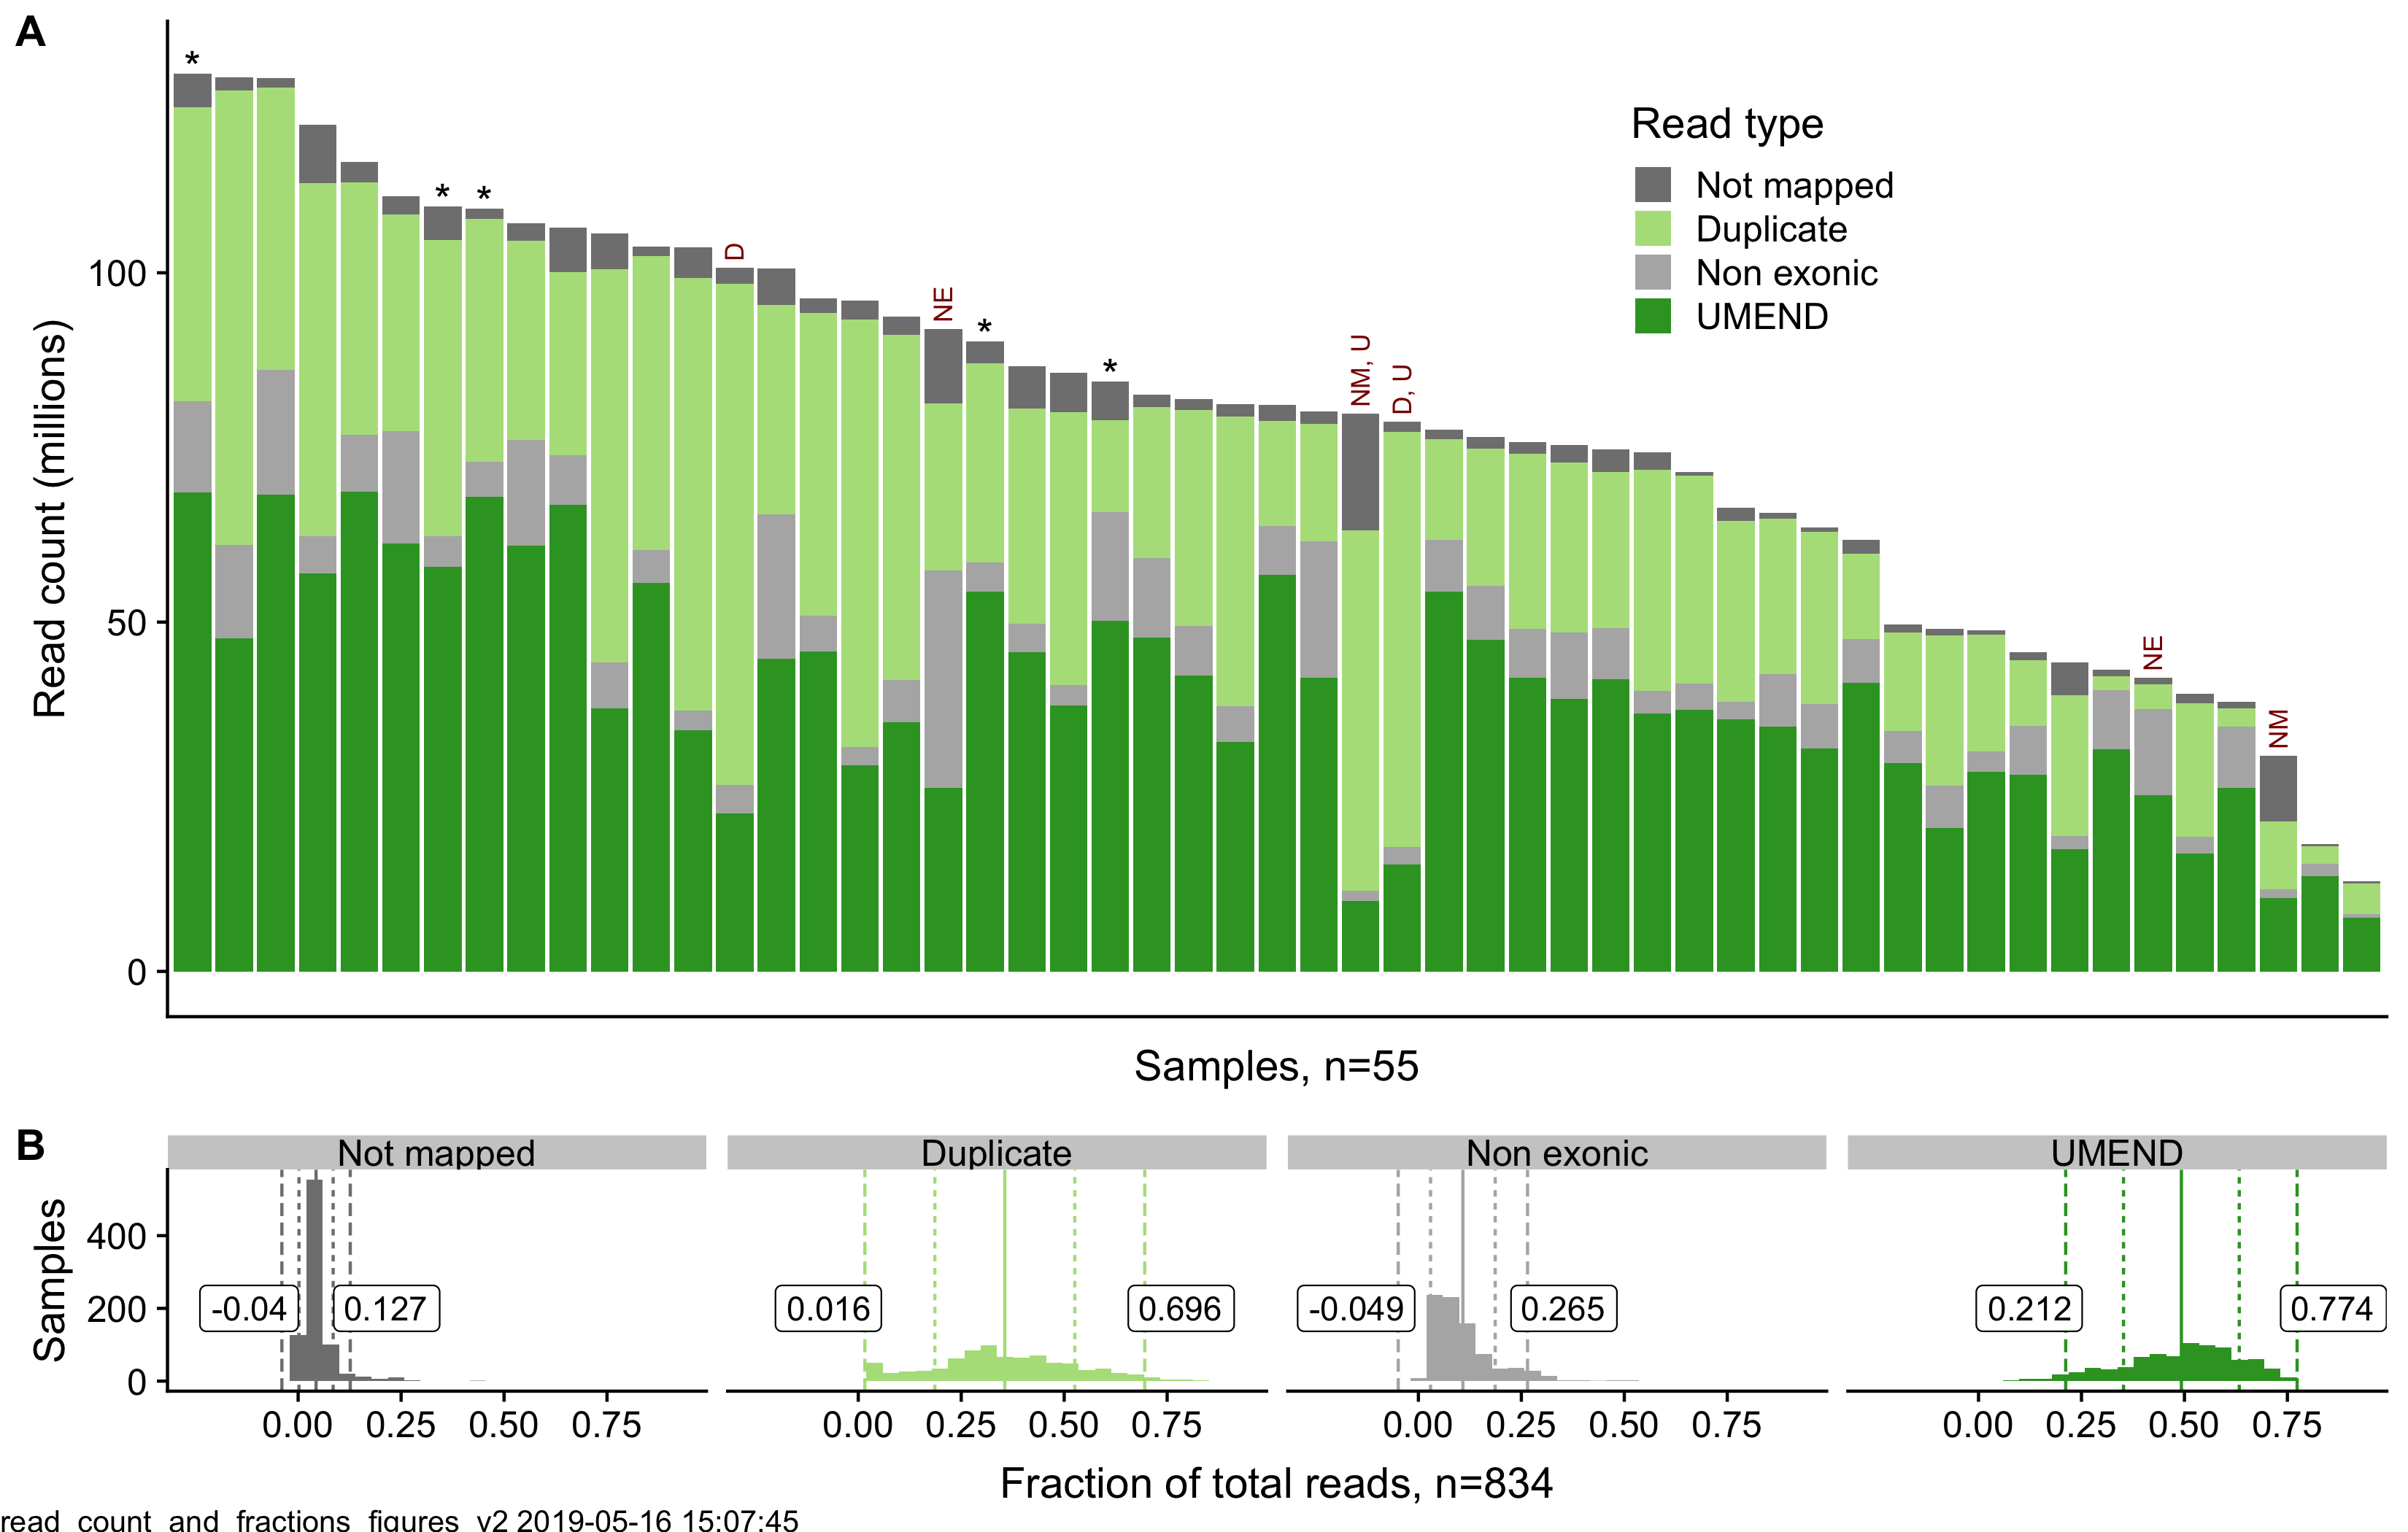 A
*
* *
D
NE
*
*
NM, U
D, U
NE
NM
Read type
Not mapped
Duplicate
Non exonic
UMEND
Read count (millions)
100
50
0
Samples, n=55
B
Not mapped
Duplicate
Non exonic
UMEND
Samples
400
200
0
-0.04
0.127
0.016
0.696
-0.049
0.265
0.212
0.774
0.00 0.25 0.50 0.75
0.00 0.25 0.50 0.75
0.00 0.25 0.50 0.75
0.00 0.25 0.50 0.75
Fraction of total reads, n=834
read_count_and_fractions_figures_v2 2019-05-16 15:07:45